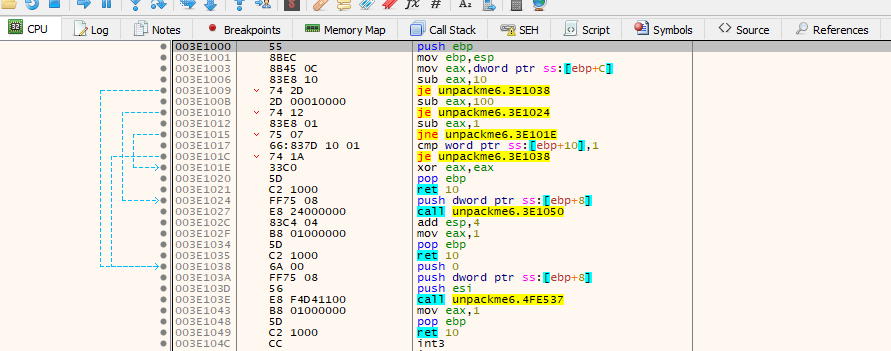 fx # A2
CPU Log Notes Breakpoints Memory Map Call Stack SEH Script Symbols Source References
003E1000 55 push ebp
003E1001 8BEC mov ebp,esp
003E1003 8B45 0C mov eax,dword ptr ss:[ebp+C]
003E1006 83E8 10 sub eax,10
003E1009 74 2D je unpackme6.3E1038
003E100B 2D 00010000 sub eax,100
003E1010 74 12 je unpackme6.3E1024
003E1012 83E8 01 sub eax,1
003E1015 75 07 jne unpackme6.3E101E
003E1017 66:837D 10 01 cmp word ptr ss:[ebp+10],1
003E101C 74 1A je unpackme6.3E1038
003E101E 33C0 xor eax,eax
003E1020 5D pop ebp
003E1021 C2 1000 ret 10
003E1024 FF75 08 push dword ptr ss:[ebp+8]
003E1027 E8 24000000 call unpackme6.3E1050
003E102C 83C4 04 add esp,4
003E102F B8 01000000 mov eax,1
003E1034 5D pop ebp
003E1035 C2 1000 ret 10
003E1038 6A 00 push 0
003E103A FF75 08 push dword ptr ss:[ebp+8]
003E103D 56 push esi
003E103E E8 F4D41100 call unpackme6.4FE537
003E1043 B8 01000000 mov eax,1
003E1048 5D pop ebp
003E1049 C2 1000 ret 10
003E104C CC int3